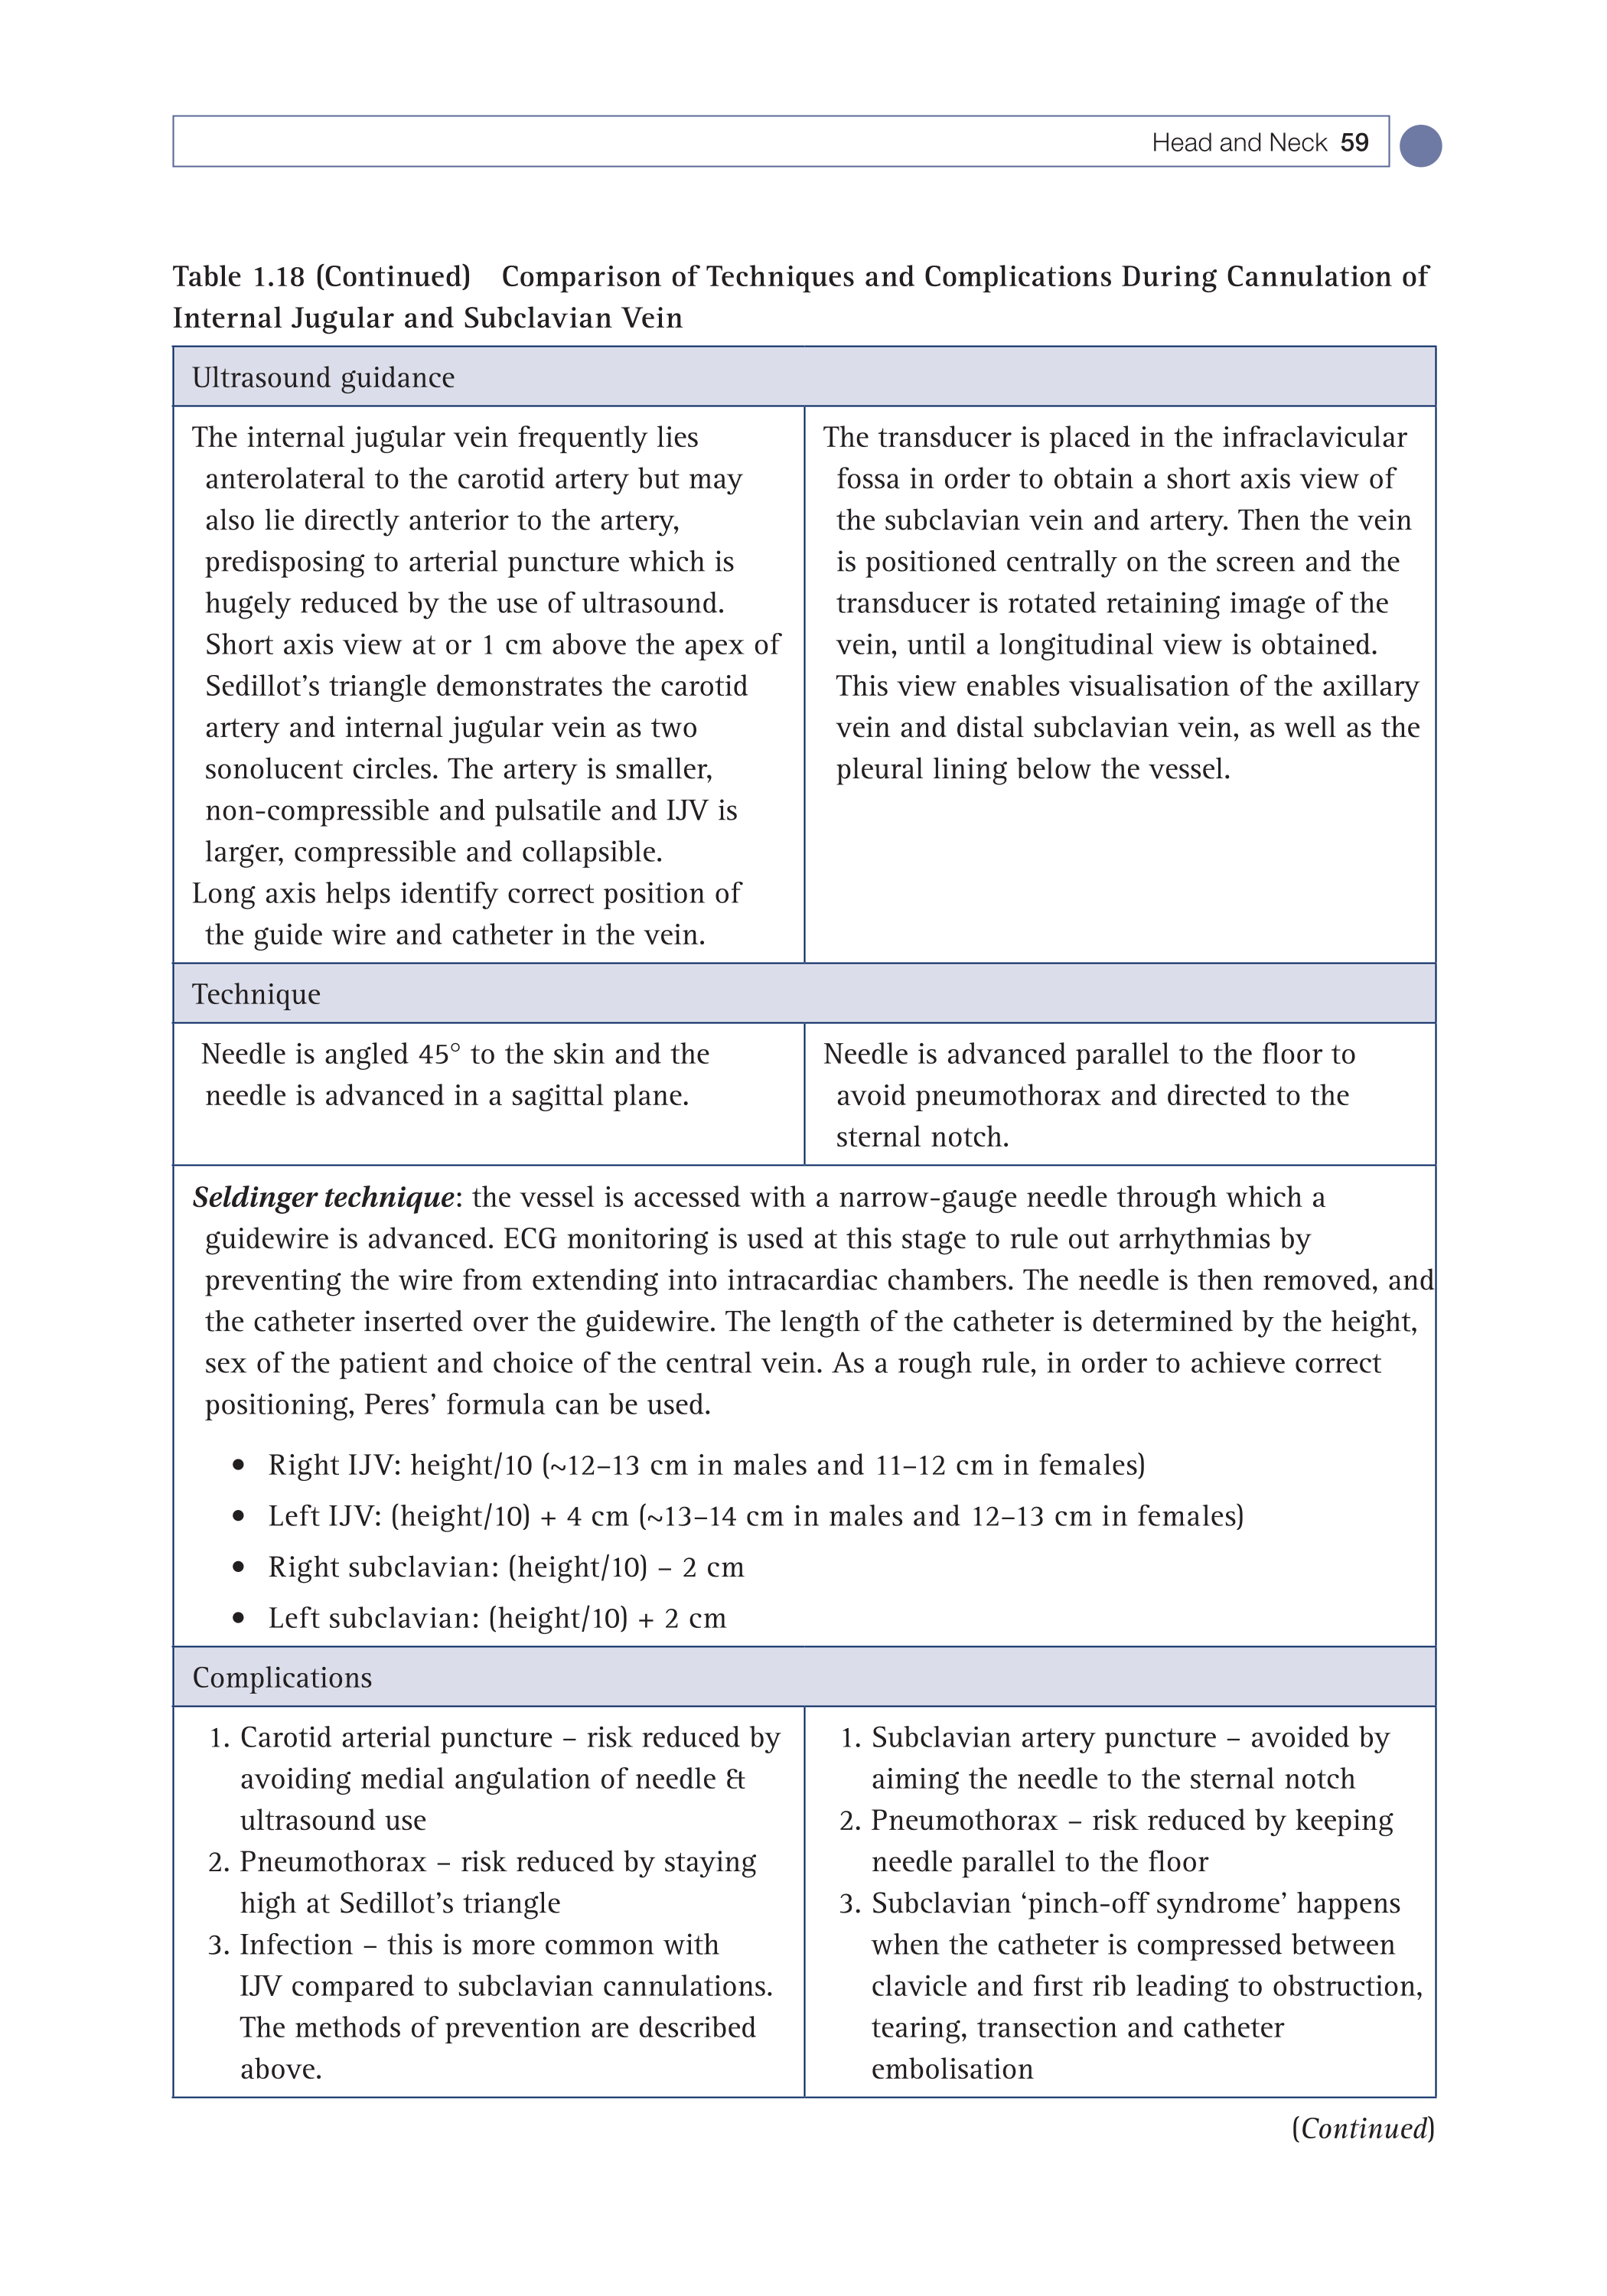 Head and Neck 59
Table 1.18 (Continued) Comparison of Techniques and Complications During Cannulation of
Internal Jugular and Subclavian Vein
Ultrasound guidance
The internal jugular vein frequently lies
anterolateral to the carotid artery but may
also lie directly anterior to the artery,
predisposing to arterial puncture which is
hugely reduced by the use of ultrasound.
Short axis view at or 1 cm above the apex of
Sedillot’s triangle demonstrates the carotid
artery and internal jugular vein as two
sonolucent circles. The artery is smaller,
non-compressible and pulsatile and IJV is
larger, compressible and collapsible.
Long axis helps identify correct position of
the guide wire and catheter in the vein.
The transducer is placed in the infraclavicular
fossa in order to obtain a short axis view of
the subclavian vein and artery. Then the vein
is positioned centrally on the screen and the
transducer is rotated retaining image of the
vein, until a longitudinal view is obtained.
This view enables visualisation of the axillary
vein and distal subclavian vein, as well as the
pleural lining below the vessel.
Technique
Needle is angled 45° to the skin and the
needle is advanced in a sagittal plane.
Needle is advanced parallel to the floor to
avoid pneumothorax and directed to the
sternal notch.
Seldinger technique: the vessel is accessed with a narrow-gauge needle through which a
guidewire is advanced. ECG monitoring is used at this stage to rule out arrhythmias by
preventing the wire from extending into intracardiac chambers. The needle is then removed, and
the catheter inserted over the guidewire. The length of the catheter is determined by the height,
sex of the patient and choice of the central vein. As a rough rule, in order to achieve correct
positioning, Peres’ formula can be used.
• Right IJV: height/10 (~12–13 cm in males and 11–12 cm in females)
• Left IJV: (height/10) + 4 cm (~13–14 cm in males and 12–13 cm in females)
• Right subclavian: (height/10) – 2 cm
• Left subclavian: (height/10) + 2 cm
Complications
1. Carotid arterial puncture – risk reduced by
avoiding medial angulation of needle &
ultrasound use
2. Pneumothorax – risk reduced by staying
high at Sedillot’s triangle
3. Infection – this is more common with
IJV compared to subclavian cannulations.
The methods of prevention are described
above.
1. Subclavian artery puncture – avoided by
aiming the needle to the sternal notch
2. Pneumothorax – risk reduced by keeping
needle parallel to the floor
3. Subclavian ‘pinch-off syndrome’ happens
when the catheter is compressed between
clavicle and first rib leading to obstruction,
tearing, transection and catheter
embolisation
(Continued)